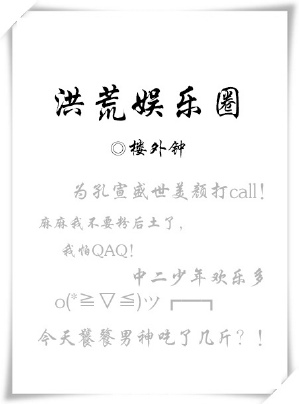 洪荒娱乐圈
◎楼外钟
为孔宣盛世美颜打call！
麻麻我不要粉后土了，
我怕QAQ！
中二少年欢乐多
o(*≧▽≦)ツ┏━┓
今天饕餮男神吃了几斤？！